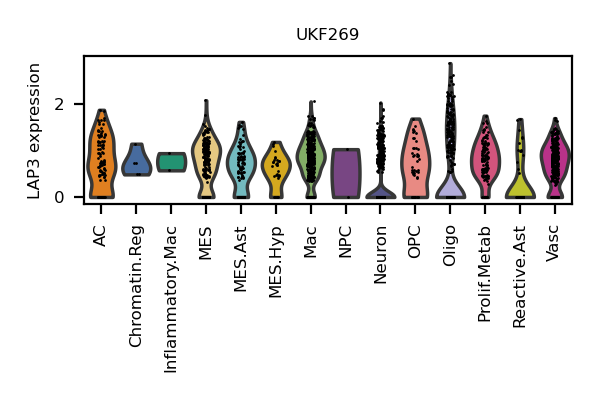 UKF269
LAP3 expression
2
0
AC
Chromatin.Reg
Inflammatory.Mac
MES
MES.Ast
MES.Hyp
Mac
NPC
Neuron
OPC
Oligo
Prolif.Metab
Reactive.Ast
Vasc